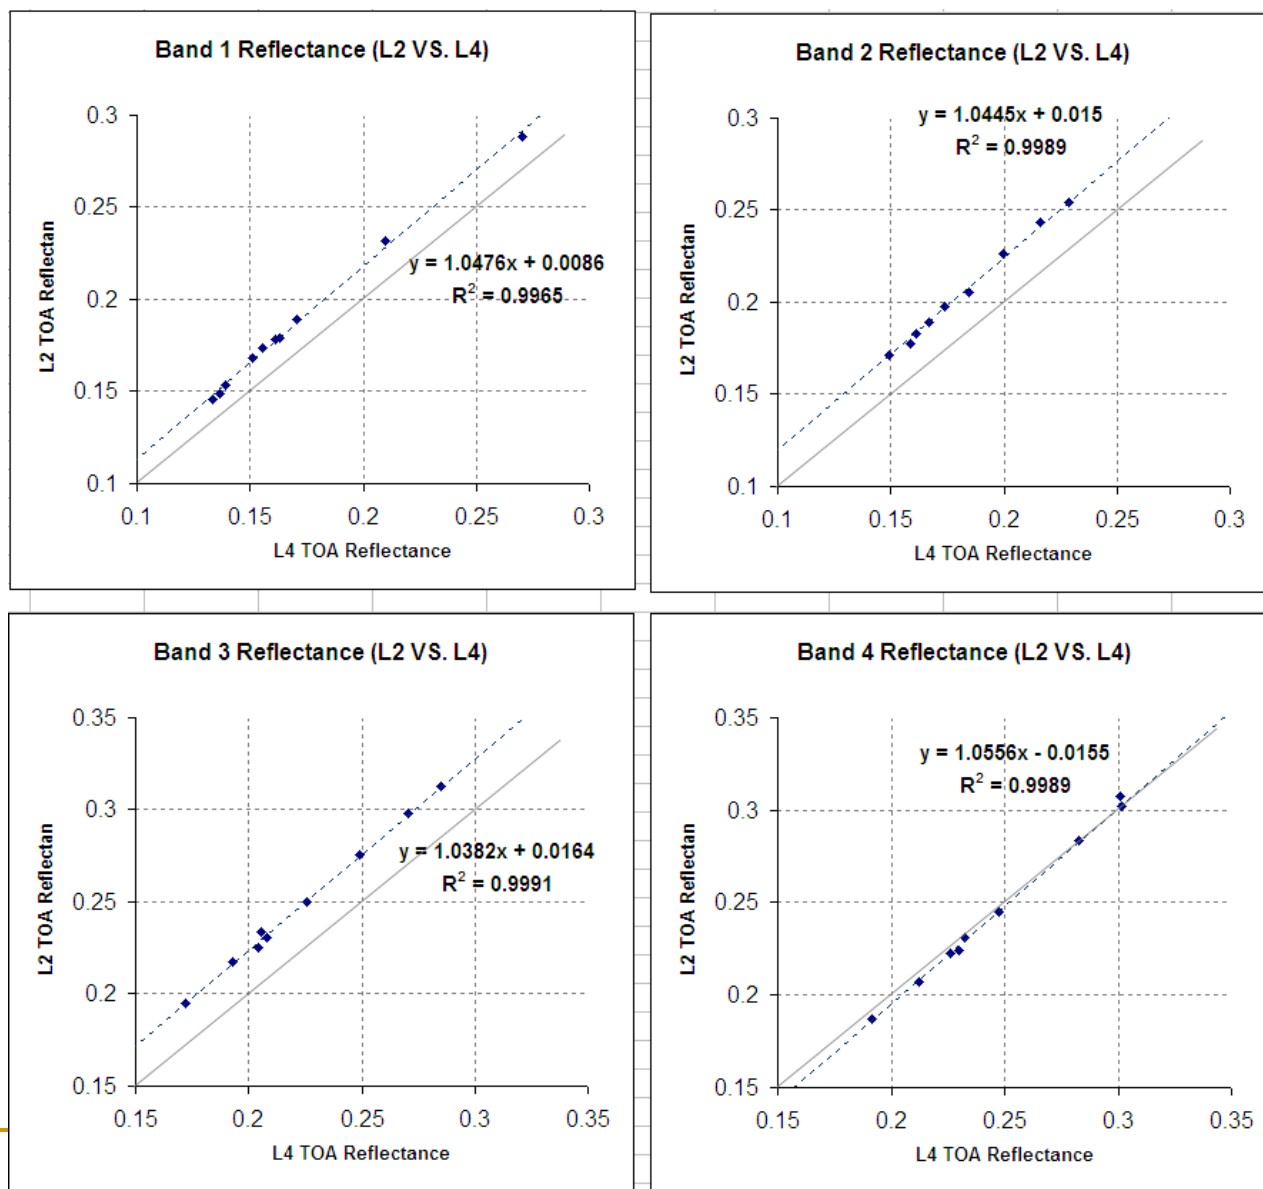 Band 1 Reflectance (L2 VS. L4)
0.3
0.25
0.2
0.15
0.1
L2 TOA Reflectan
y = 1.0476x + 0.0086
R² = 0.9965
0.1 0.15 0.2 0.25 0.3
L4 TOA Reflectance
Band 2 Reflectance (L2 VS. L4)
0.3
0.25
0.2
0.15
0.1
L2 TOA Reflectan
y = 1.0445x + 0.015
R² = 0.9989
0.1 0.15 0.2 0.25 0.3
L4 TOA Reflectance
Band 3 Reflectance (L2 VS. L4)
0.35
0.3
0.25
0.2
0.15
L2 TOA Reflectan
y = 1.0382x + 0.0164
R² = 0.9991
0.15 0.2 0.25 0.3 0.35
L4 TOA Reflectance
Band 4 Reflectance (L2 VS. L4)
0.35
0.3
0.25
0.2
0.15
L2 TOA Reflectan
y = 1.0556x - 0.0155
R² = 0.9989
0.15 0.2 0.25 0.3 0.35
L4 TOA Reflectance